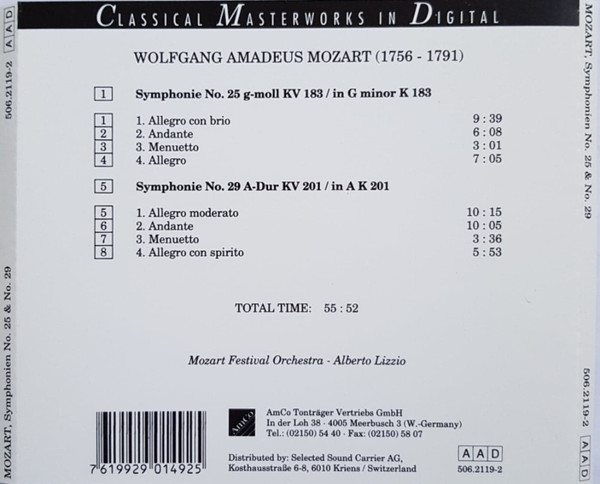 CLASSICAL MASTERWORKS IN DIGITAL
WOLFGANG AMADEUS MOZART (1756 - 1791)
1 Symphonie No. 25 g-moll KV 183 / in G minor K 183
1 1. Allegro con brio 9 : 39
2 2. Andante 6 : 08
3 3. Menuetto 3 : 01
4 4. Allegro 7 : 05
5 Symphonie No. 29 A-Dur KV 201 / in A K 201
5 1. Allegro moderato 10 : 15
6 2. Andante 10 : 05
7 3. Menuetto 3 : 36
8 4. Allegro con spirito 5 : 53
TOTAL TIME: 55 : 52
Mozart Festival Orchestra - Alberto Lizzio
7 619929 014925
AmCo
AmCo Tonträger Vertriebs GmbH
In der Loh 38 · 4005 Meerbusch 3 (W.-Germany)
Tel.: (02150) 54 40 · Fax: (02150) 58 07
Distributed by: Selected Sound Carrier AG,
Kosthausstraße 6-8, 6010 Kriens / Switzerland
A A D
506.2119-2
MOZART, Symphonien No. 25 & No. 29
506.2119-2 A A D
MOZART, Symphonien No. 25 & No. 29
506.2119-2 A A D